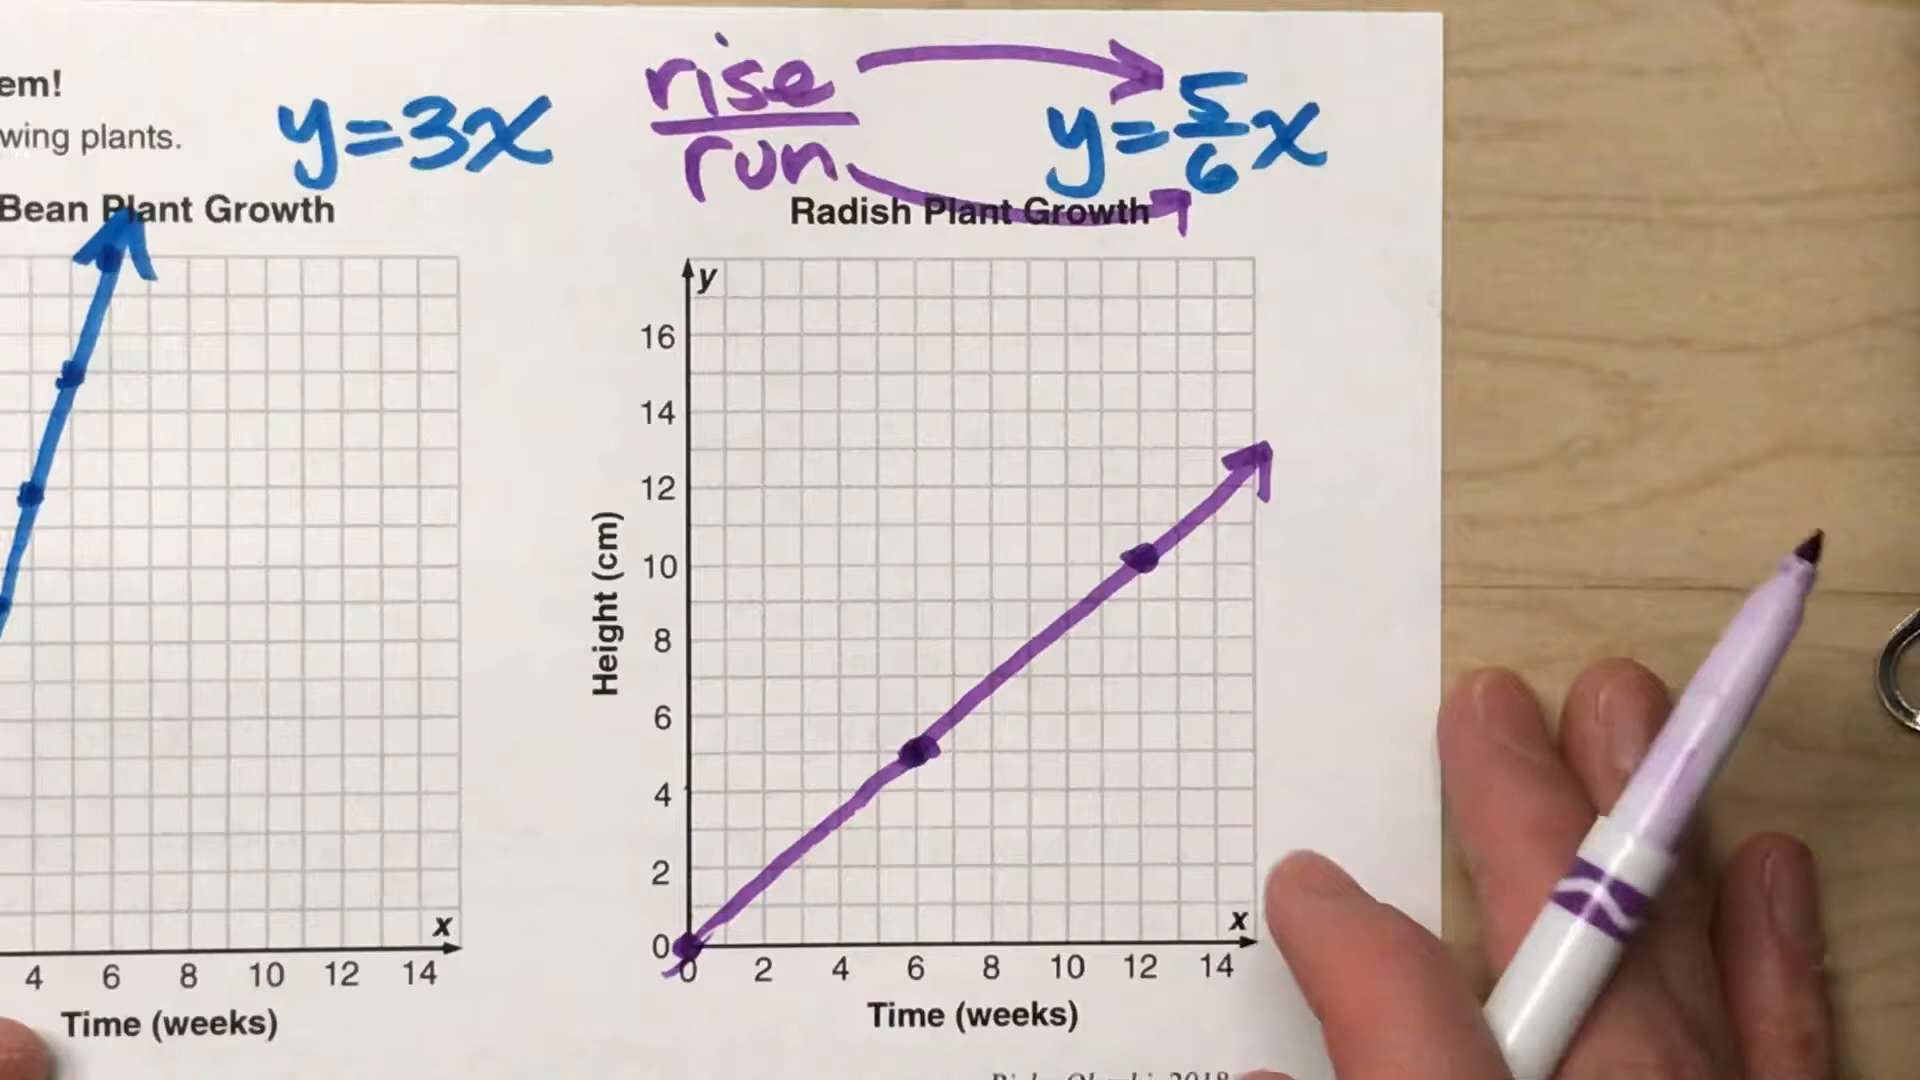 em!
wing plants.
y=3x
rise
run
y=5/6x
Bean Plant Growth
4 6 8 10 12 14
x
Time (weeks)
Radish Plant Growth
y
16
14
12
10
8
6
4
2
0
Height (cm)
0 2 4 6 8 10 12 14
x
Time (weeks)